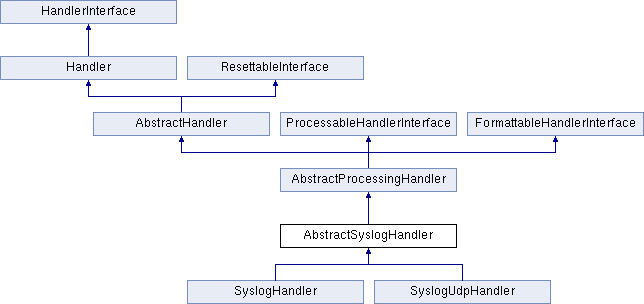 HandlerInterface
Handler
ResettableInterface
AbstractHandler
ProcessableHandlerInterface
FormattableHandlerInterface
AbstractProcessingHandler
AbstractSyslogHandler
SyslogHandler
SyslogUdpHandler